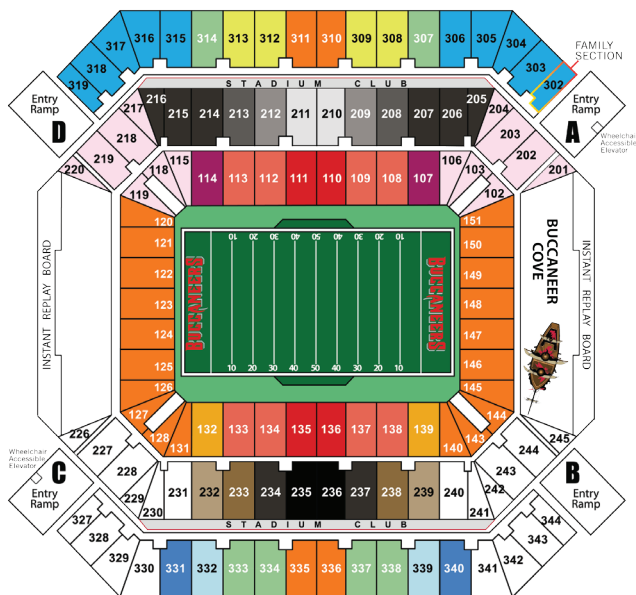 316 315 314 313 312 311 310 309 308 307 306 305
317 304
318 303
319 302
FAMILY
SECTION
Entry
Ramp
D
Entry
Ramp
A
Wheelchair
Accessible
Elevator
STADIUM CLUB
216 215 214 213 212 211 210 209 208 207 206 205
217 204
218 203
219 202
220 201
118 115 114 113 112 111 110 109 108 107 106 103
119 102
10 20 30 40 50 40 30 20 10
120 151
121 150
122 149
123 148
124 147
125 146
126 145
BUCCANEERS
BUCCANEERS
10 20 30 40 50 40 30 20 10
INSTANT REPLAY BOARD
BUCCANEER
COVE
INSTANT REPLAY BOARD
127 144
128 131 132 133 134 135 136 137 138 139 140 143
226 245
227 244
228 243
229 242
230 231 232 233 234 235 236 237 238 239 240 241
Wheelchair
Accessible
Elevator
C
Entry
Ramp
B
Entry
Ramp
STADIUM CLUB
327 344
328 343
329 342
330 331 332 333 334 335 336 337 338 339 340 341